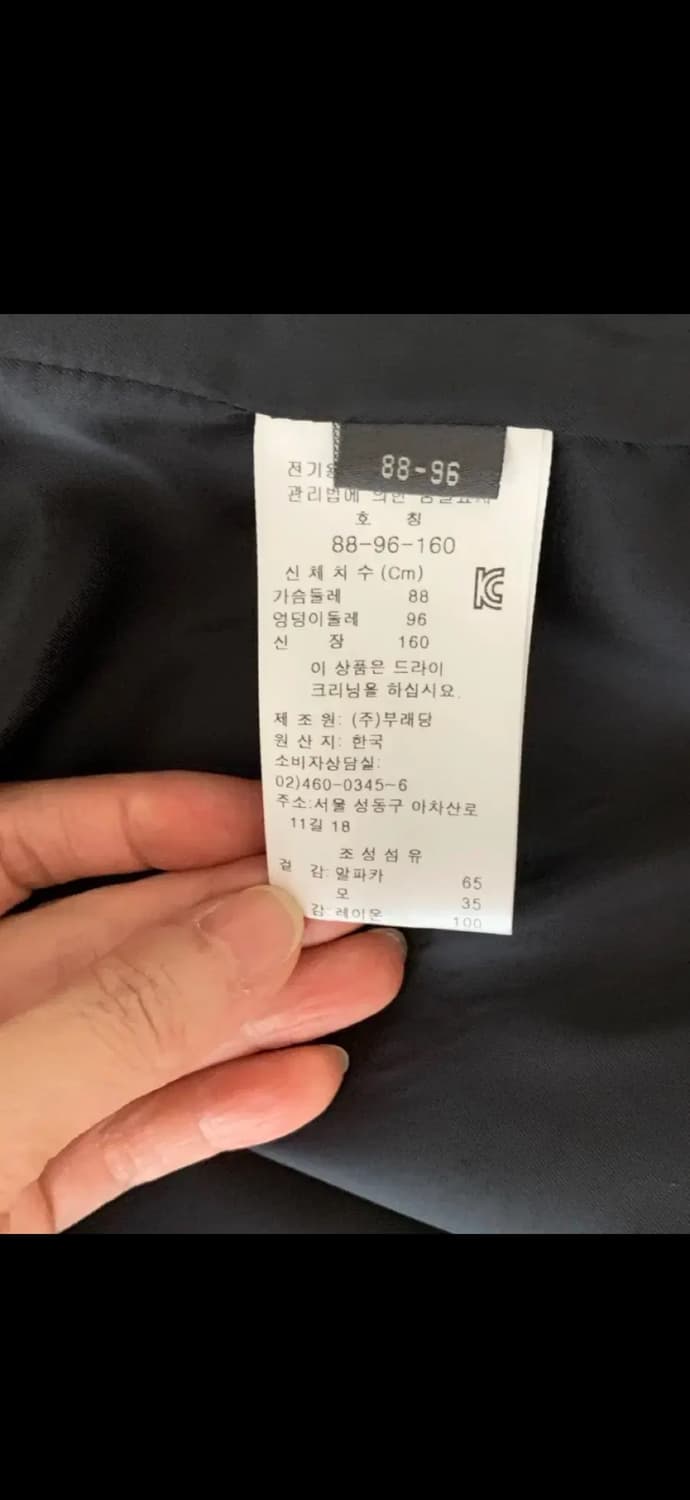 88-96
전기용
관리법에 의한
호 칭
88-96-160
신 체 치 수 (Cm)
가슴둘레 88
엉덩이둘레 96
신 장 160
이 상품은 드라이
크리닝을 하십시요.
제 조 원: (주)부래당
원 산 지: 한국
소비자상담실:
02)460-0345-6
주소:서울 성동구 아차산로
11길 18
조 성 섬 유
겉 감: 알파카 65
모 35
감: 레이온 100